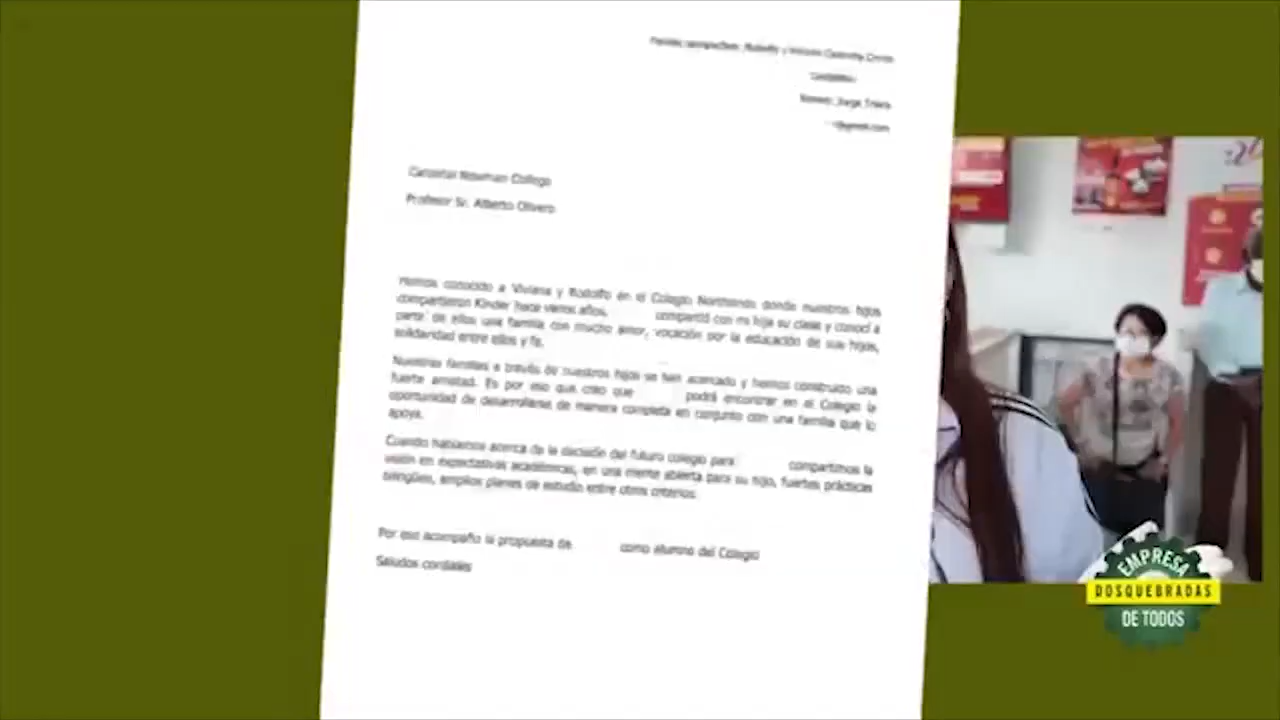 Cardenal Newman College
Profesor Sr. Alberto Olivero
Hemos conocido a Viviana y Rodolfo en el Colegio Northlands donde nuestros hijos
compartieron Kinder hace varios años, compartió con mi hija su clase y conocí a
parte de ellos una familia con mucho amor, vocación por la educación de sus hijos,
solidaridad entre ellos y fe.
Nuestras familias a través de nuestros hijos se han acercado y hemos construido una
fuerte amistad. Es por eso que creo que podrá encontrar en el Colegio la
oportunidad de desarrollarse de manera completa en conjunto con una familia que lo
apoya.
Cuando hablamos acerca de la decisión del futuro colegio para compartimos la
visión en expectativas académicas, en una mente abierta para su hijo, fuertes prácticas
bilingües, amplios planes de estudio entre otros criterios.
Por eso acompaño la propuesta de como alumno del Colegio
Saludos cordiales
EMPRESA
DOSQUEBRADAS
DE TODOS